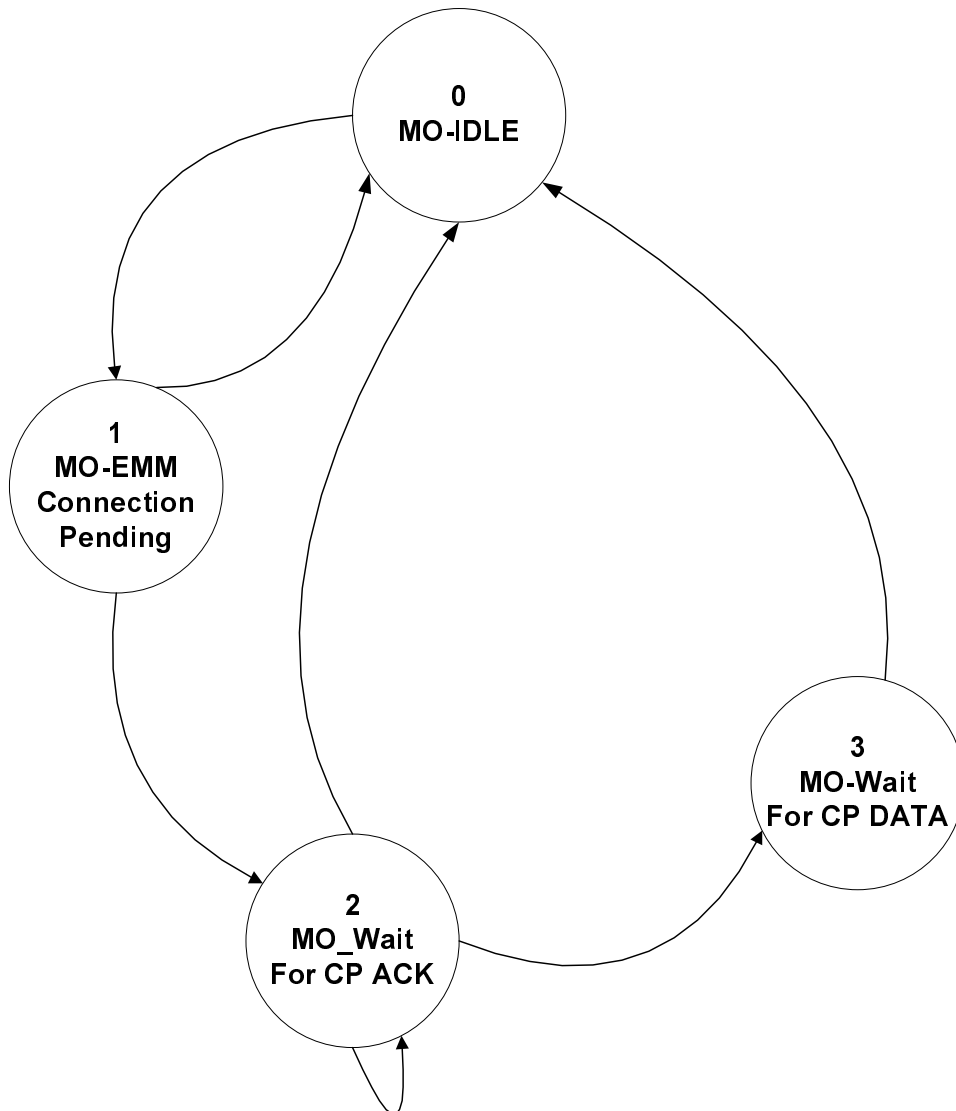 0
MO-IDLE
1
MO-EMM
Connection
Pending
3
MO-Wait
For CP DATA
2
MO_Wait
For CP ACK